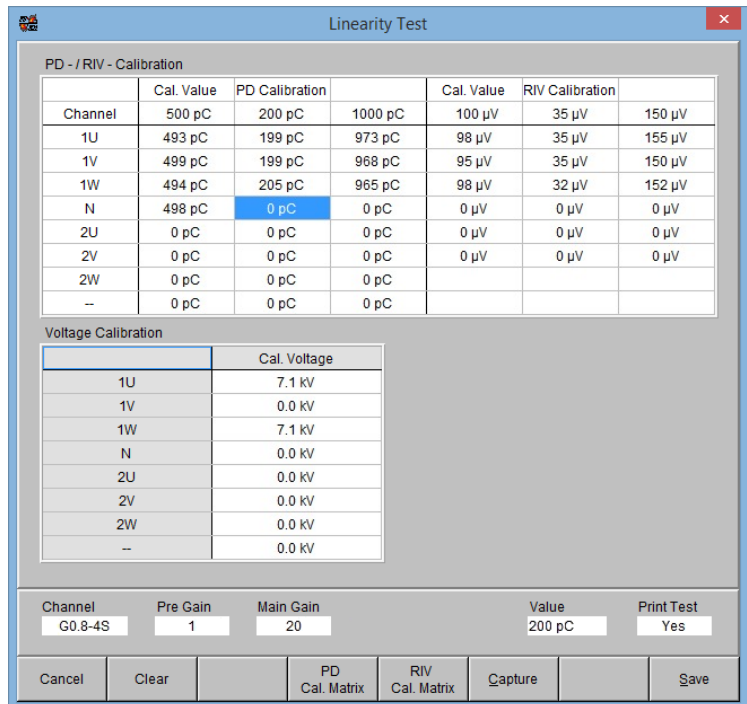 Linearity Test
PD - / RIV - Calibration
Cal. Value PD Calibration Cal. Value RIV Calibration
Channel 500 pC 200 pC 1000 pC 100 µV 35 µV 150 µV
1U 493 pC 199 pC 973 pC 98 µV 35 µV 155 µV
1V 499 pC 199 pC 968 pC 95 µV 35 µV 150 µV
1W 494 pC 205 pC 965 pC 98 µV 32 µV 152 µV
N 498 pC 0 pC 0 pC 0 µV 0 µV 0 µV
2U 0 pC 0 pC 0 pC 0 µV 0 µV 0 µV
2V 0 pC 0 pC 0 pC 0 µV 0 µV 0 µV
2W 0 pC 0 pC 0 pC
-- 0 pC 0 pC 0 pC
Voltage Calibration
Cal. Voltage
1U 7.1 kV
1V 0.0 kV
1W 7.1 kV
N 0.0 kV
2U 0.0 kV
2V 0.0 kV
2W 0.0 kV
-- 0.0 kV
Channel Pre Gain Main Gain Value Print Test
G0.8-4S 1 20 200 pC Yes
Cancel Clear PD Cal. Matrix RIV Cal. Matrix Capture Save